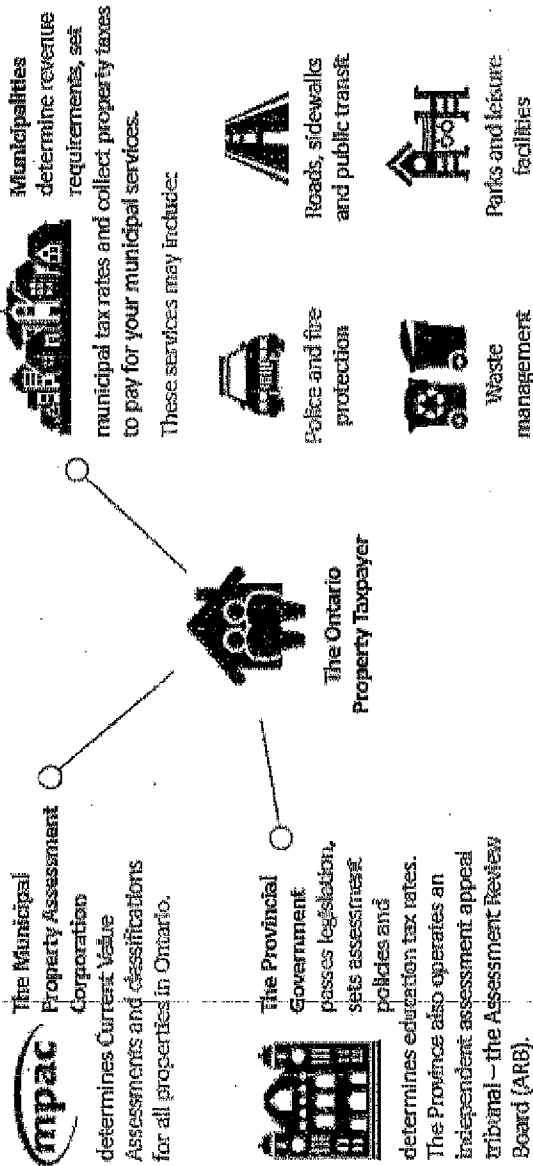 mpac
The Municipal
Property Assessment
Corporation
determines Current Value
Assessments and classifications
for all properties in Ontario.
The Provincial
Government
passes legislation,
sets assessment
policies and
determines education tax rates.
The Province also operates an
independent assessment appeal
tribunal – the Assessment Review
Board (ARB).
The Ontario
Property Taxpayer
Municipalities
determine revenue
requirements, set
municipal tax rates and collect property taxes
to pay for your municipal services.
These services may include:
Police and fire
protection
Roads, sidewalks
and public transit
Waste
management
Parks and leisure
facilities